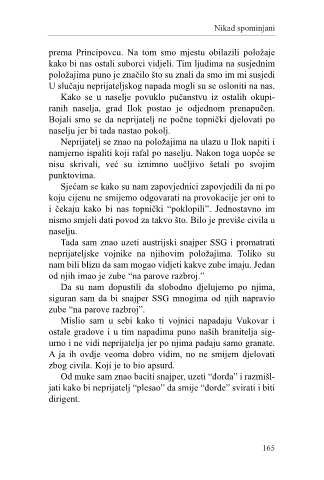 Nikad spominjani
prema Principovcu. Na tom smo mjestu obilazili položaje
kako bi nas ostali suborci vidjeli. Tim ljudima na susjednim
položajima puno je značilo što su znali da smo im mi susjedi
U slučaju neprijateljskog napada mogli su se osloniti na nas.
Kako se u naselje povuklo pučanstvu iz ostalih okupi-
ranih naselja, grad Ilok postao je odjednom prenapučen.
Bojali smo se da neprijatelj ne počne topnički djelovati po
naselju jer bi tada nastao pokolj.
Neprijatelj se znao na položajima na ulazu u Ilok napiti i
namjerno ispaliti koji rafal po naselju. Nakon toga uopće se
nisu skrivali, već su iznimno uočljivo šetali po svojim
punktovima.
Sjećam se kako su nam zapovjednici zapovjedili da ni po
koju cijenu ne smijemo odgovarati na provokacije jer oni to
i čekaju kako bi nas topnički “poklopili”. Jednostavno im
nismo smjeli dati povod za takvo što. Bilo je previše civila u
naselju.
Tada sam znao uzeti austrijski snajper SSG i promatrati
neprijateljske vojnike na njihovim položajima. Toliko su
nam bili blizu da sam mogao vidjeti kakve zube imaju. Jedan
od njih imao je zube “na parove razbroj.”
Da su nam dopustili da slobodno djelujemo po njima,
siguran sam da bi snajper SSG mnogima od njih napravio
zube “na parove razbroj”.
Mislio sam u sebi kako ti vojnici napadaju Vukovar i
ostale gradove i u tim napadima puno naših branitelja sig-
urno i ne vidi neprijatelja jer po njima padaju samo granate.
A ja ih ovdje veoma dobro vidim, no ne smijem djelovati
zbog civila. Koji je to bio apsurd.
Od muke sam znao baciti snajper, uzeti “đorđa” i razmišl-
jati kako bi neprijatelj “plesao” da smije “đorđe” svirati i biti
dirigent.
165